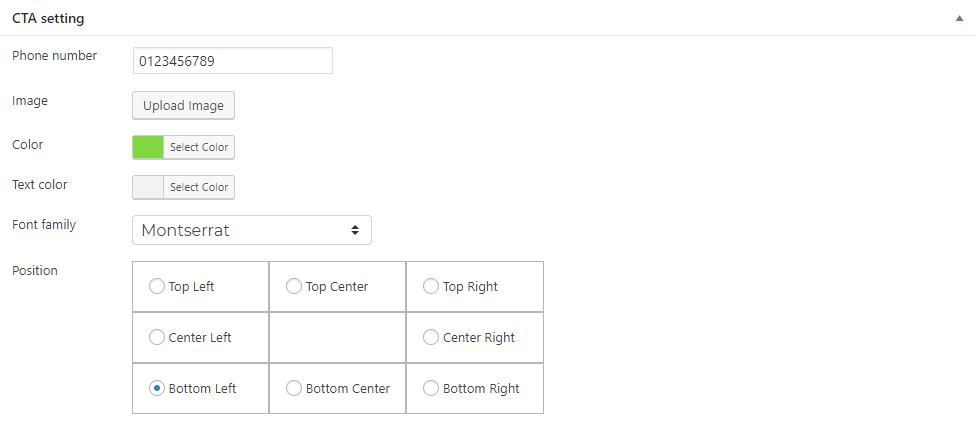 CTA setting
Phone number 0123456789
Image Upload Image
Color Select Color
Text color Select Color
Font family Montserrat
Position
Top Left Top Center Top Right
Center Left Center Right
Bottom Left Bottom Center Bottom Right